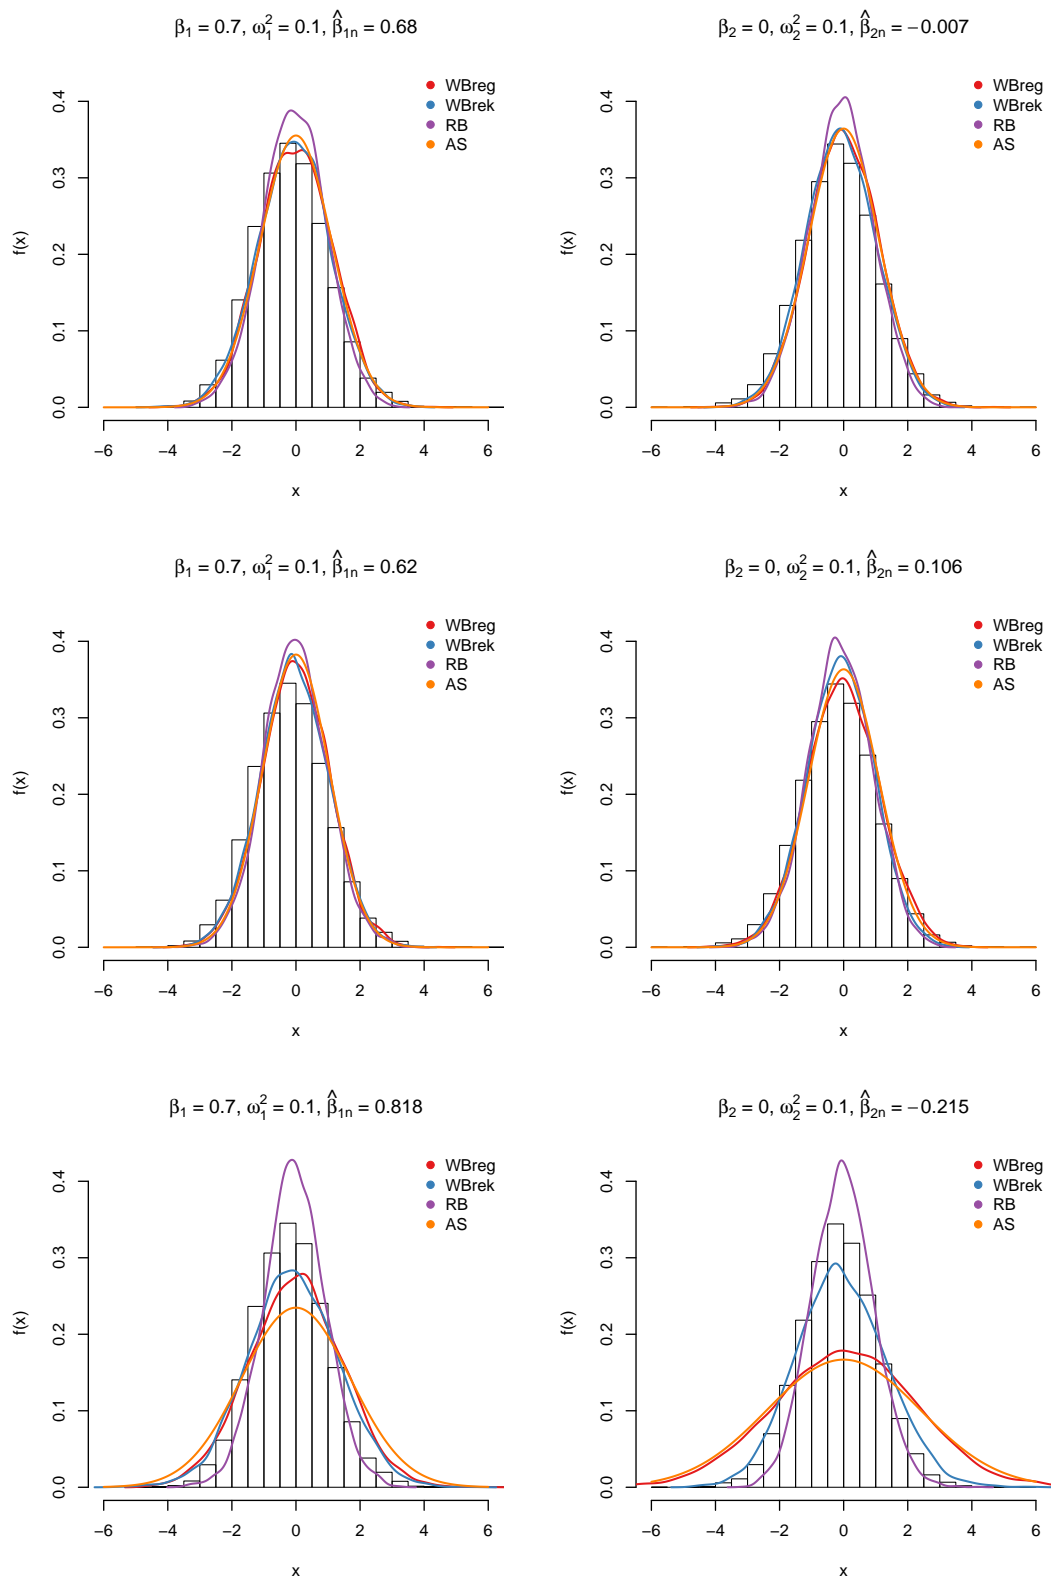 β₁ = 0.7, ω₁² = 0.1, β̂₁ₙ = 0.68
WBreg
WBrek
RB
AS
f(x)
0.4
0.3
0.2
0.1
0.0
−6 −4 −2 0 2 4 6
x
β₂ = 0, ω₂² = 0.1, β̂₂ₙ = −0.007
WBreg
WBrek
RB
AS
f(x)
0.4
0.3
0.2
0.1
0.0
−6 −4 −2 0 2 4 6
x
β₁ = 0.7, ω₁² = 0.1, β̂₁ₙ = 0.62
WBreg
WBrek
RB
AS
f(x)
0.4
0.3
0.2
0.1
0.0
−6 −4 −2 0 2 4 6
x
β₂ = 0, ω₂² = 0.1, β̂₂ₙ = 0.106
WBreg
WBrek
RB
AS
f(x)
0.4
0.3
0.2
0.1
0.0
−6 −4 −2 0 2 4 6
x
β₁ = 0.7, ω₁² = 0.1, β̂₁ₙ = 0.818
WBreg
WBrek
RB
AS
f(x)
0.4
0.3
0.2
0.1
0.0
−6 −4 −2 0 2 4 6
x
β₂ = 0, ω₂² = 0.1, β̂₂ₙ = −0.215
WBreg
WBrek
RB
AS
f(x)
0.4
0.3
0.2
0.1
0.0
−6 −4 −2 0 2 4 6
x